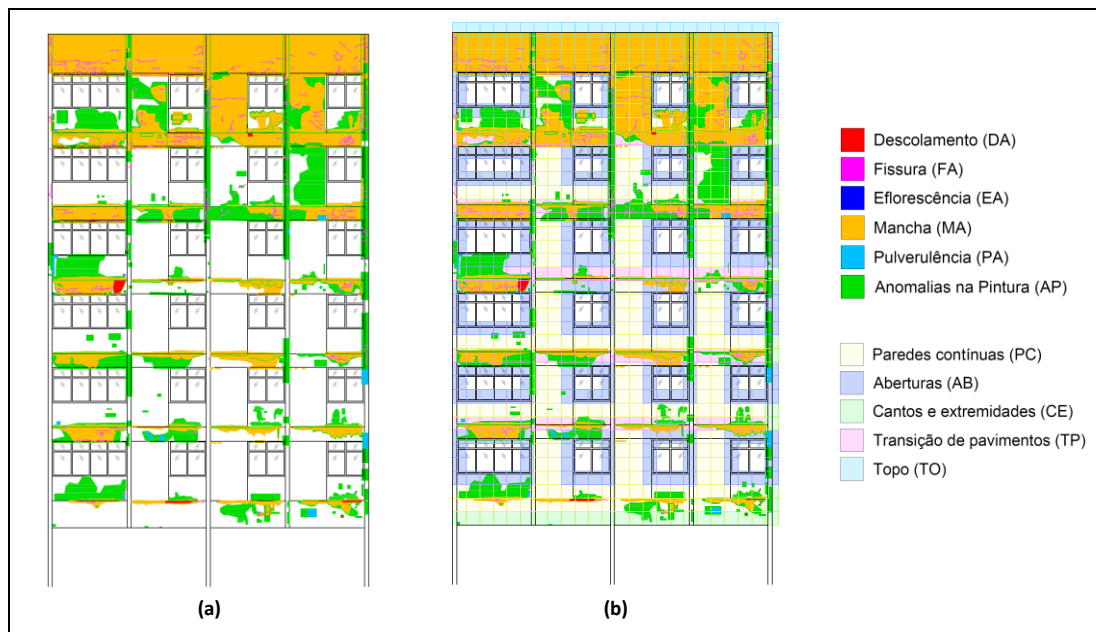 Descolamento (DA)
Fissura (FA)
Eflorescência (EA)
Mancha (MA)
Pulverulência (PA)
Anomalias na Pintura (AP)
Paredes contínuas (PC)
Aberturas (AB)
Cantos e extremidades (CE)
Transição de pavimentos (TP)
Topo (TO)
(a)
(b)